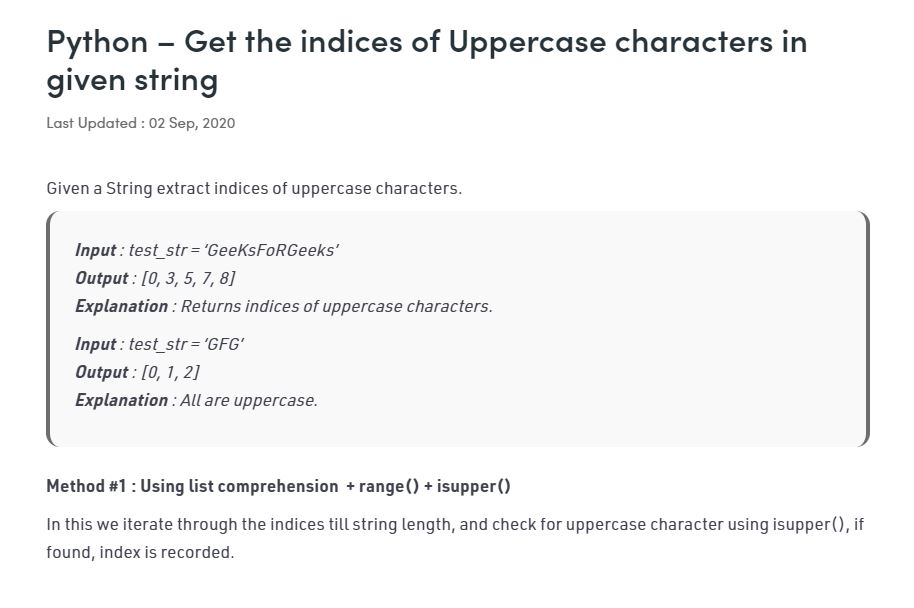 Python – Get the indices of Uppercase characters in
given string
Last Updated : 02 Sep, 2020
Given a String extract indices of uppercase characters.
Input : test_str = ‘GeeKsFoRGeeks’
Output : [0, 3, 5, 7, 8]
Explanation : Returns indices of uppercase characters.
Input : test_str = ‘GFG’
Output : [0, 1, 2]
Explanation : All are uppercase.
Method #1 : Using list comprehension  + range() + isupper()
In this we iterate through the indices till string length, and check for uppercase character using isupper(), if
found, index is recorded.